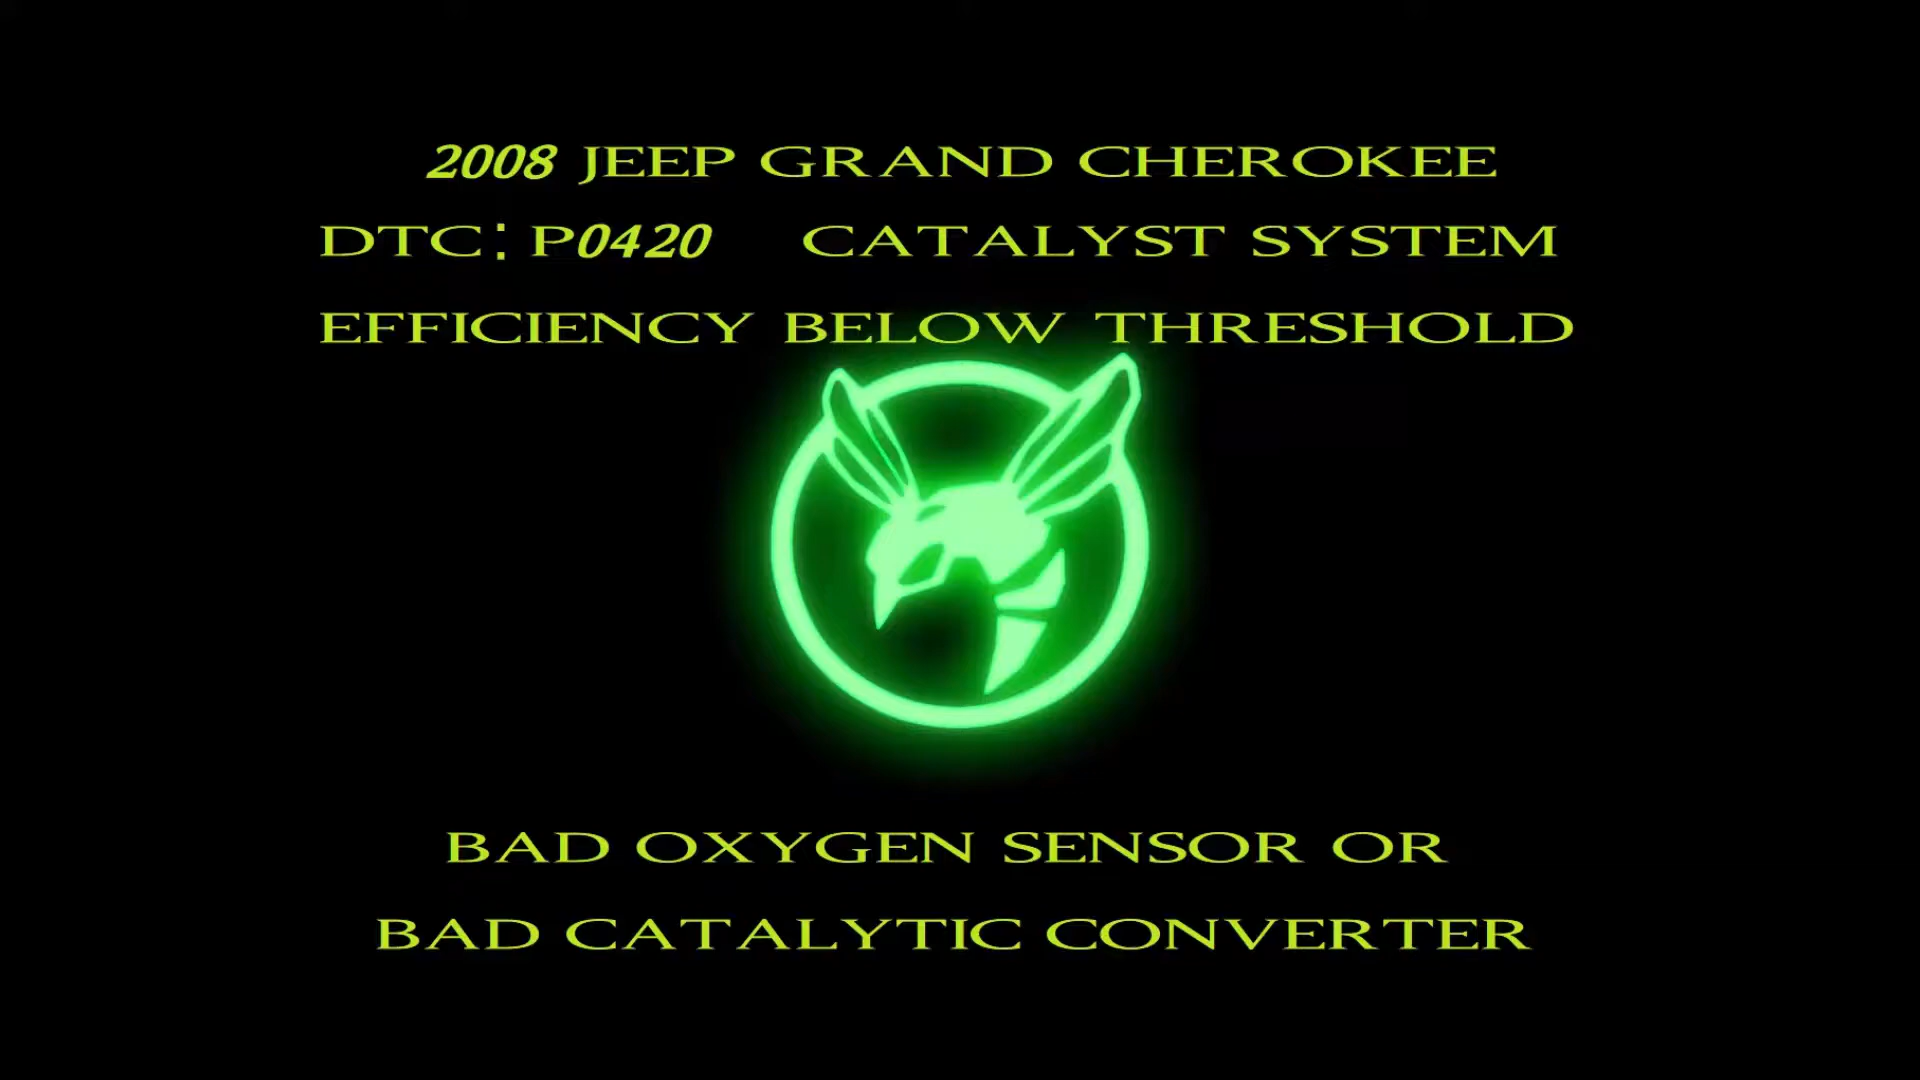 2008 JEEP GRAND CHEROKEE
DTC: P0420 CATALYST SYSTEM
EFFICIENCY BELOW THRESHOLD
BAD OXYGEN SENSOR OR
BAD CATALYTIC CONVERTER